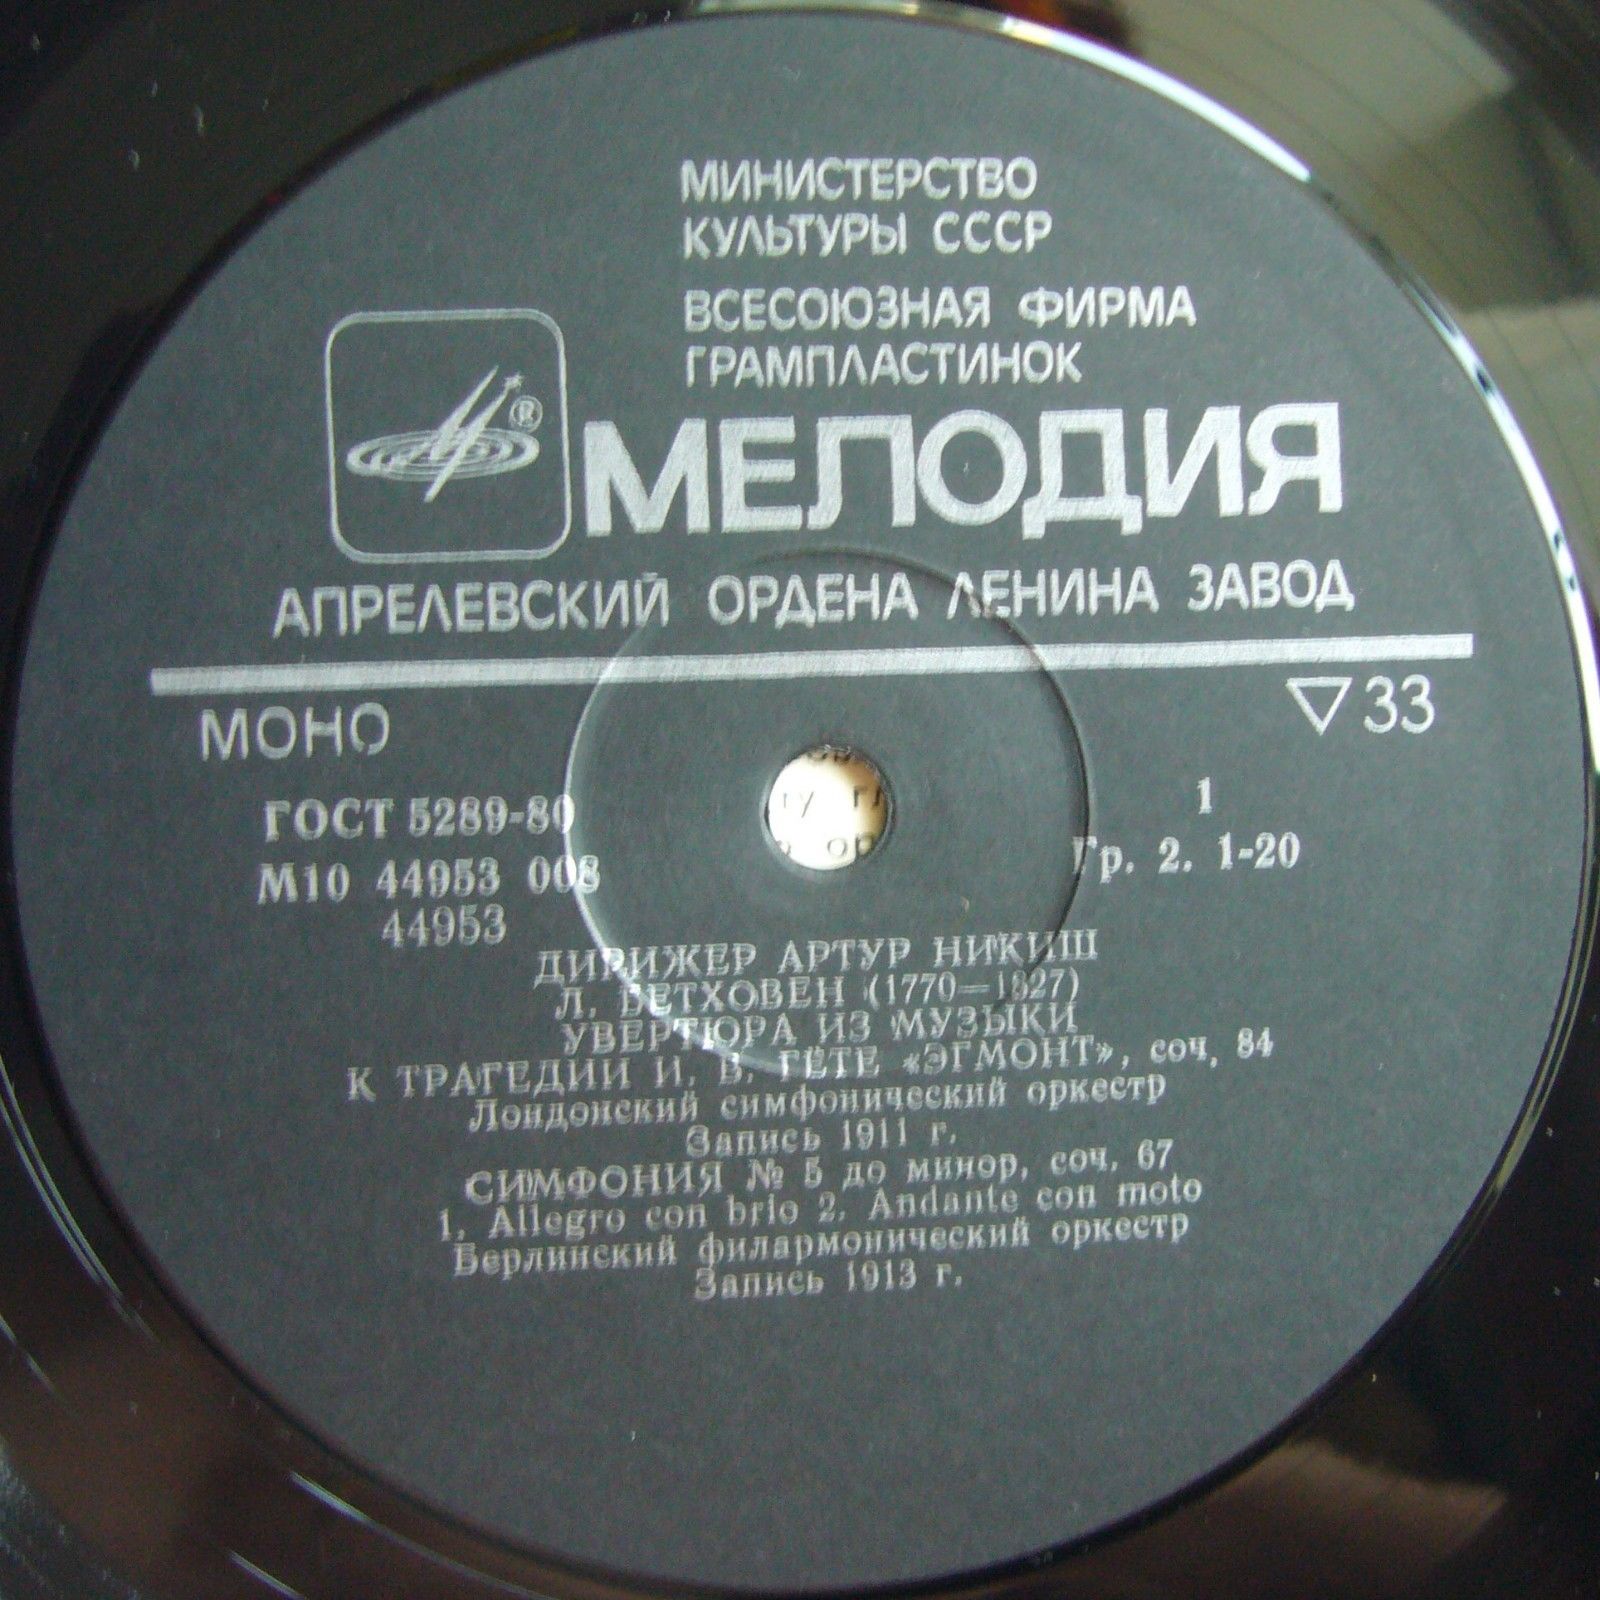 МИНИСТЕРСТВО
КУЛЬТУРЫ СССР
ВСЕСОЮЗНАЯ ФИРМА
ГРАМПЛАСТИНОК
®
МЕЛОДИЯ
АПРЕЛЕВСКИЙ ОРДЕНА ЛЕНИНА ЗАВОД
МОНО
▽33
ГОСТ 5289-80
1
М10 44953 008
Гр. 2. 1-20
44953
ДИРИЖЕР АРТУР НИКИШ
Л. БЕТХОВЕН (1770—1827)
УВЕРТЮРА ИЗ МУЗЫКИ
К ТРАГЕДИИ И. В. ГЁТЕ «ЭГМОНТ», соч. 84
Лондонский симфонический оркестр
Запись 1911 г.
СИМФОНИЯ № 5 до минор, соч. 67
1. Allegro con brio 2. Andante con moto
Берлинский филармонический оркестр
Запись 1913 г.